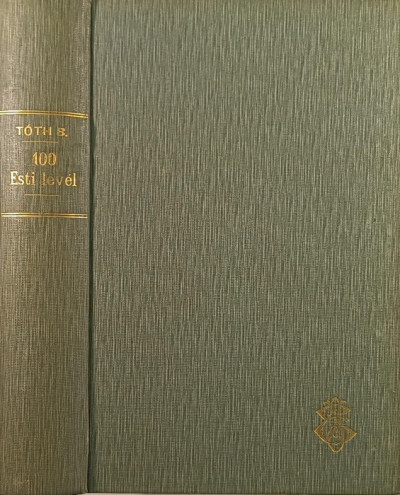 TÓTH S.
100
Esti levél